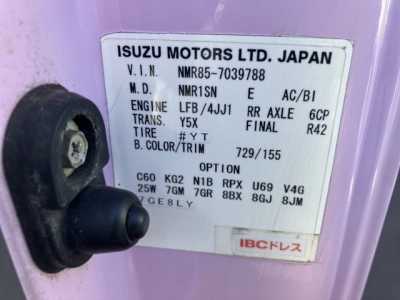 ISUZU MOTORS LTD. JAPAN
V.I.N. NMR85-7039788
M.D. NMR1SN E AC/BI
ENGINE LFB/4JJ1 RR AXLE 6CP
TRANS. Y5X FINAL R42
TIRE #YT
B.COLOR/TRIM 729/155
OPTION
C60 KG2 N1B RPX U69 V4G
25W 7GM 7GR 8BX 8GJ 8JM
7GE8LY
IBCドレス